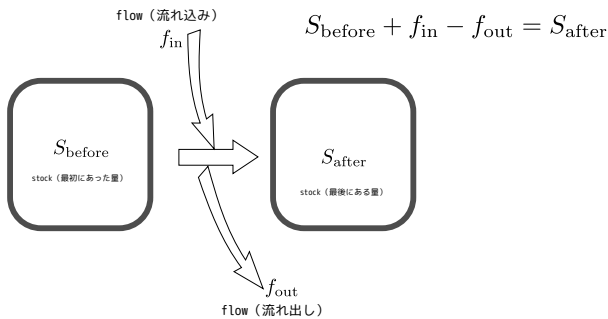 flow（流れ込み）
f_in
S_before + f_in − f_out = S_after
S_before
stock（最初にあった量）
S_after
stock（最後にある量）
f_out
flow（流れ出し）